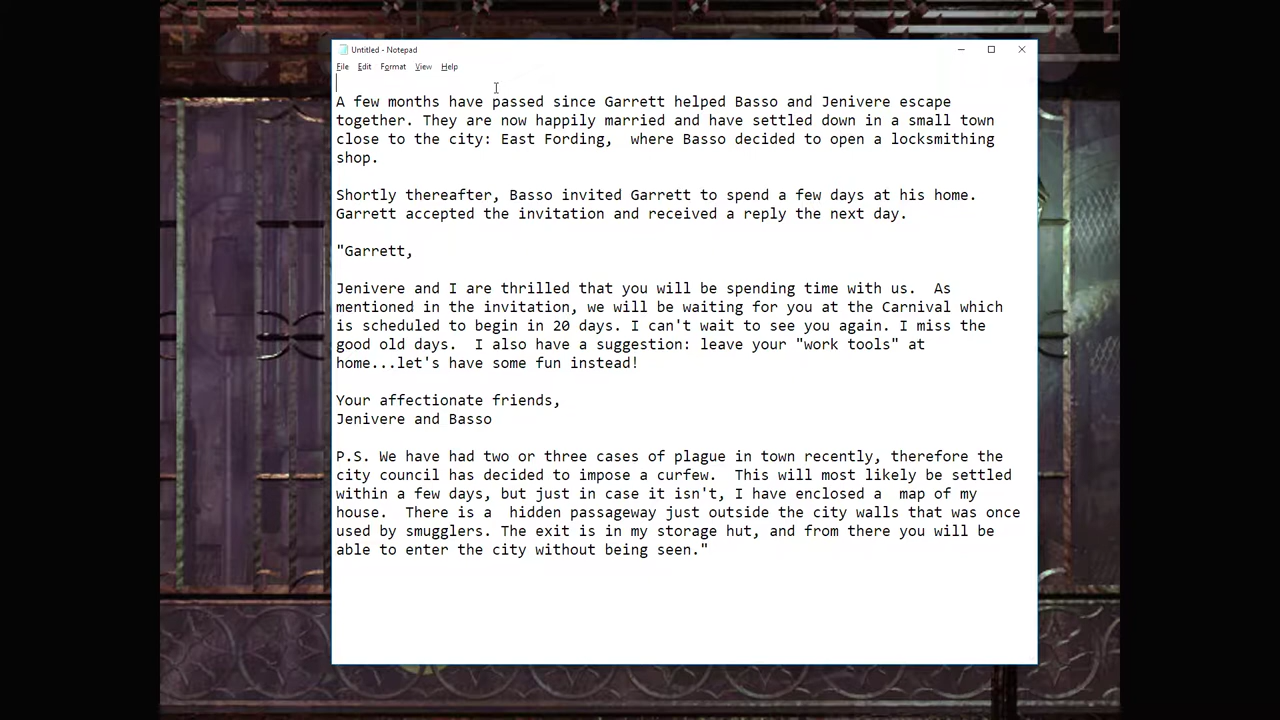 Untitled - Notepad
File Edit Format View Help
A few months have passed since Garrett helped Basso and Jenivere escape
together. They are now happily married and have settled down in a small town
close to the city: East Fording,  where Basso decided to open a locksmithing
shop.
Shortly thereafter, Basso invited Garrett to spend a few days at his home.
Garrett accepted the invitation and received a reply the next day.
"Garrett,
Jenivere and I are thrilled that you will be spending time with us.  As
mentioned in the invitation, we will be waiting for you at the Carnival which
is scheduled to begin in 20 days. I can't wait to see you again. I miss the
good old days.  I also have a suggestion: leave your "work tools" at
home...let's have some fun instead!
Your affectionate friends,
Jenivere and Basso
P.S. We have had two or three cases of plague in town recently, therefore the
city council has decided to impose a curfew.  This will most likely be settled
within a few days, but just in case it isn't, I have enclosed a  map of my
house.  There is a  hidden passageway just outside the city walls that was once
used by smugglers. The exit is in my storage hut, and from there you will be
able to enter the city without being seen."